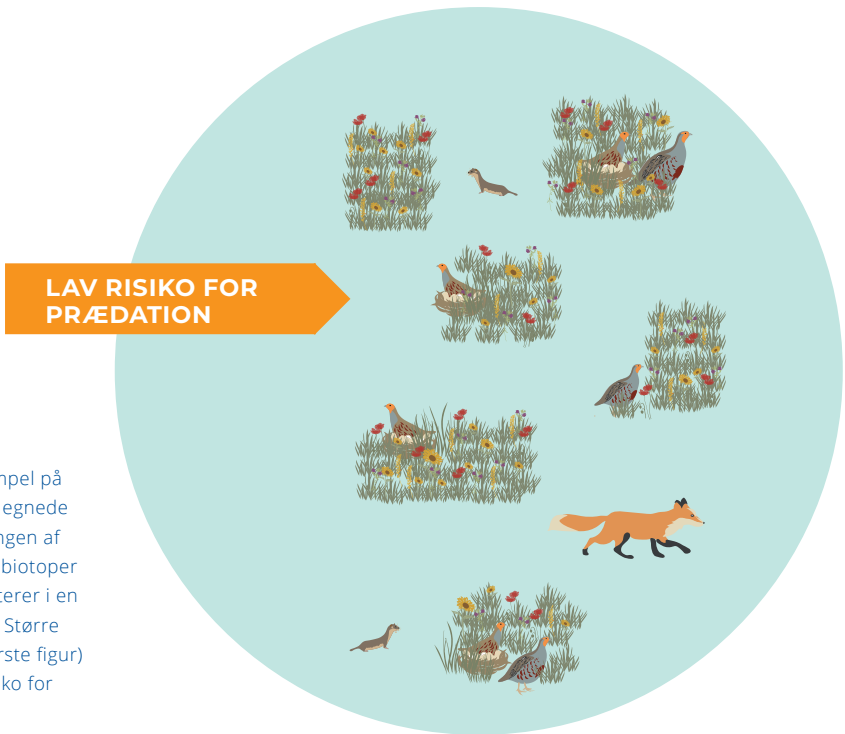 LAV RISIKO FOR
PRÆDATION
mpel på
egnede
ngen af
biotoper
terer i en
Større
rste figur)
ko for